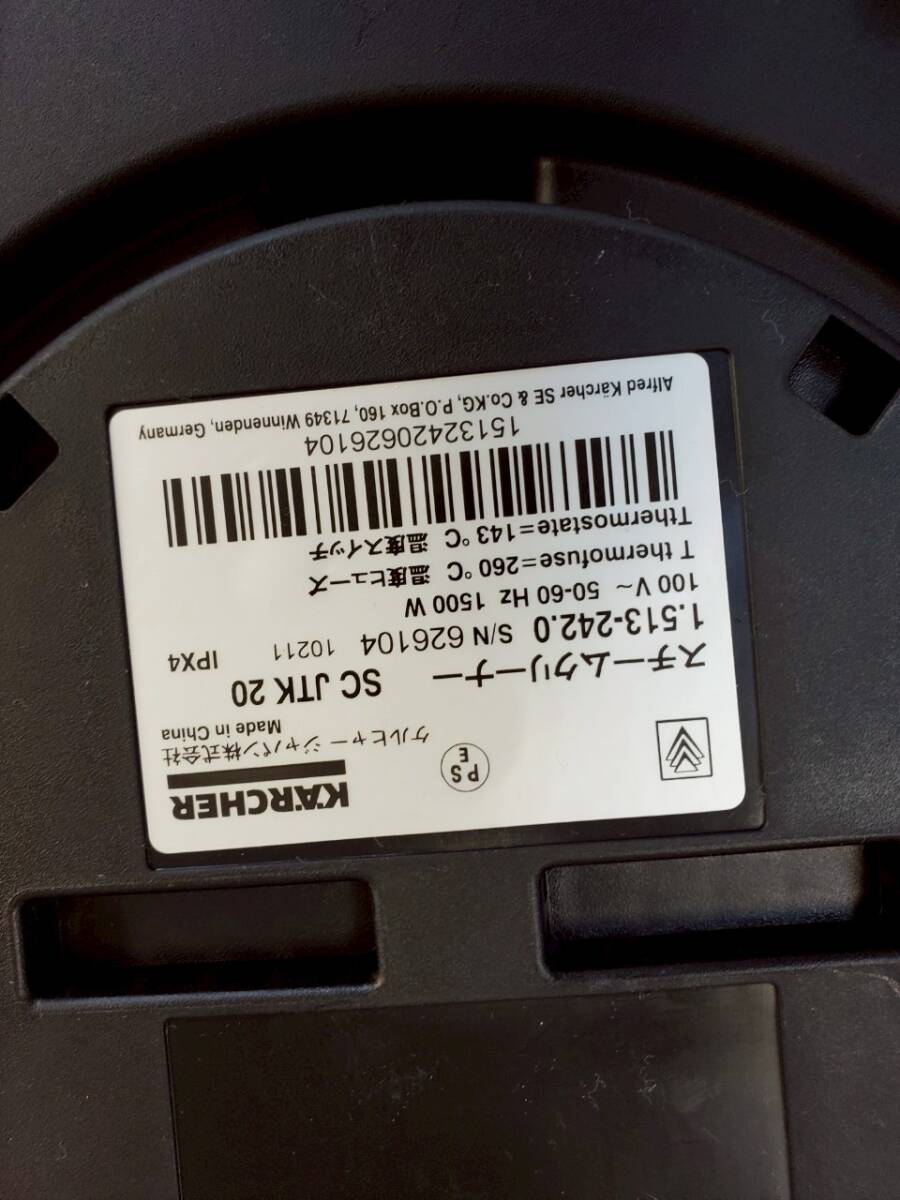 KÄRCHER
ケルヒャー ジャパン株式会社
Made in China
P S
E
スチームクリーナー SC JTK 20
1.513-242.0 S/N 626104 10211 IPX4
100 V~ 50-60 Hz 1500 W
T thermofuse=260 °C 温度ヒューズ
Tthermostate=143 °C 温度スイッチ
151324420626104
Alfred Kärcher SE & Co.KG, P.O.Box 160, 71349 Winnenden, Germany